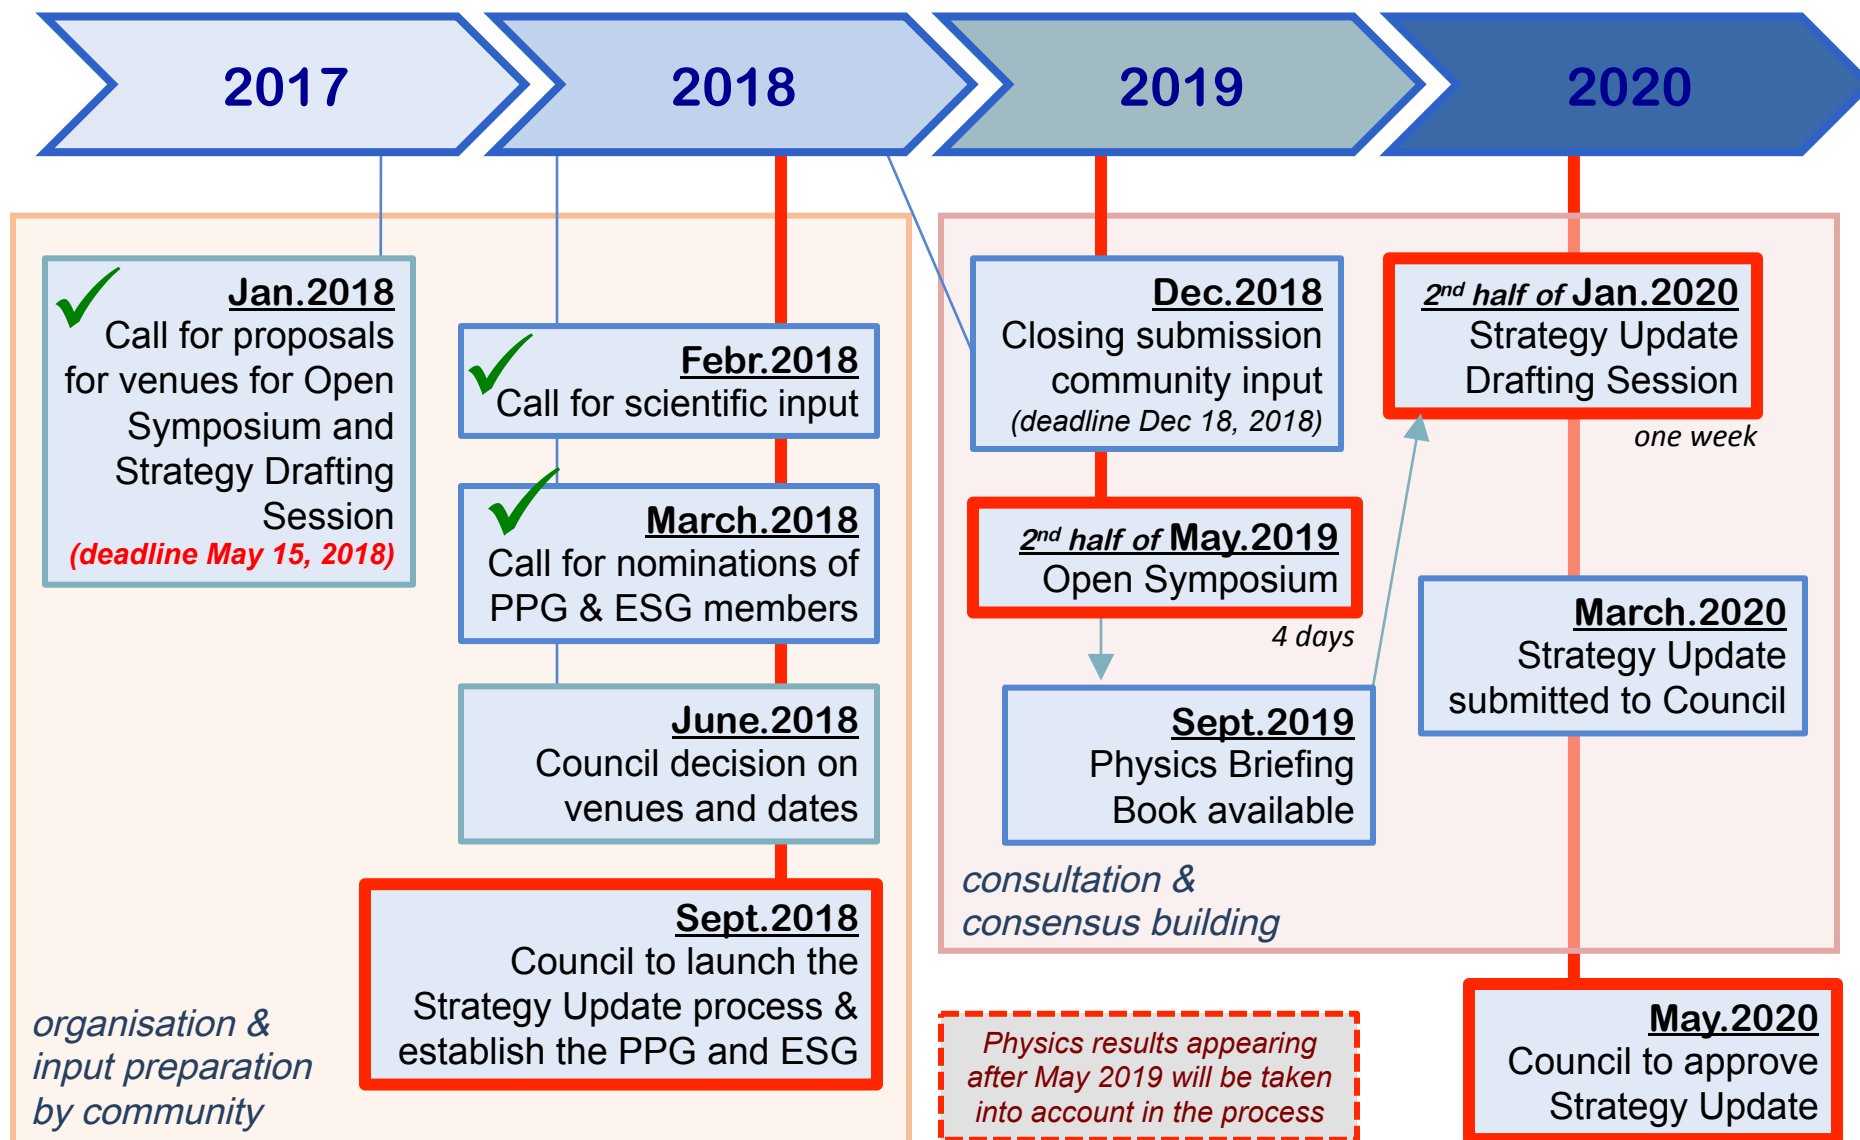 2017
2018
2019
2020
Jan.2018
Call for proposals
for venues for Open
Symposium and
Strategy Drafting
Session
(deadline May 15, 2018)
Febr.2018
Call for scientific input
March.2018
Call for nominations of
PPG & ESG members
June.2018
Council decision on
venues and dates
Sept.2018
Council to launch the
Strategy Update process &
establish the PPG and ESG
organisation &
input preparation
by community
Dec.2018
Closing submission
community input
(deadline Dec 18, 2018)
2nd half of May.2019
Open Symposium
4 days
Sept.2019
Physics Briefing
Book available
2nd half of Jan.2020
Strategy Update
Drafting Session
one week
March.2020
Strategy Update
submitted to Council
consultation &
consensus building
Physics results appearing
after May 2019 will be taken
into account in the process
May.2020
Council to approve
Strategy Update